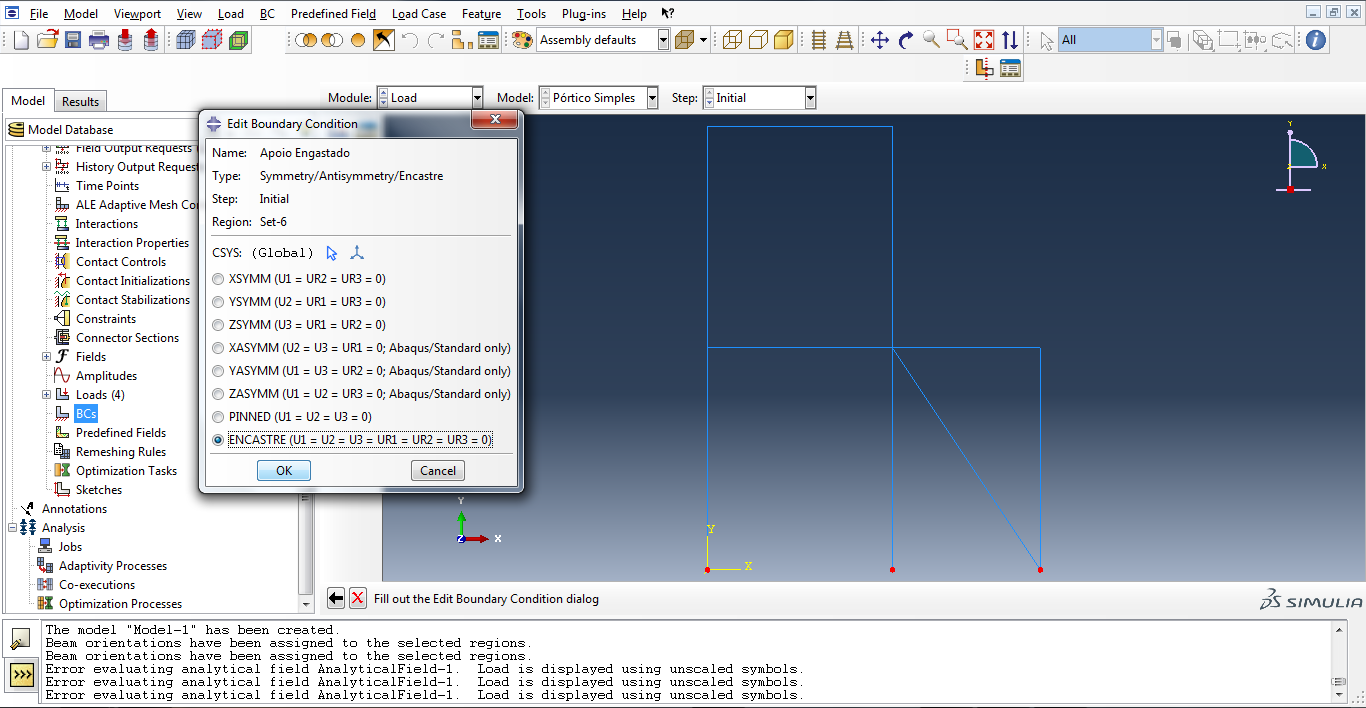 File Model Viewport View Load BC Predefined Field Load Case Feature Tools Plug-ins Help ?
Assembly defaults All i
Model Results Module: Load Model: Pórtico Simples Step: Initial
Model Database
Field Output Requests
History Output Request
Time Points
ALE Adaptive Mesh Co
Interactions
Interaction Properties
Contact Controls
Contact Initializations
Contact Stabilizations
Constraints
Connector Sections
Fields
Amplitudes
Loads (4)
BCs
Predefined Fields
Remeshing Rules
Optimization Tasks
Sketches
Annotations
Analysis
Jobs
Adaptivity Processes
Co-executions
Optimization Processes
Edit Boundary Condition
Name: Apoio Engastado
Type: Symmetry/Antisymmetry/Encastre
Step: Initial
Region: Set-6
CSYS: (Global)
XSYMM (U1 = UR2 = UR3 = 0)
YSYMM (U2 = UR1 = UR3 = 0)
ZSYMM (U3 = UR1 = UR2 = 0)
XASYMM (U2 = U3 = UR1 = 0; Abaqus/Standard only)
YASYMM (U1 = U3 = UR2 = 0; Abaqus/Standard only)
ZASYMM (U1 = U2 = UR3 = 0; Abaqus/Standard only)
PINNED (U1 = U2 = U3 = 0)
ENCASTRE (U1 = U2 = U3 = UR1 = UR2 = UR3 = 0)
OK Cancel
Y
X
Z
Y
Z X
Y
X
Fill out the Edit Boundary Condition dialog
SIMULIA
The model "Model-1" has been created.
Beam orientations have been assigned to the selected regions.
Beam orientations have been assigned to the selected regions.
Error evaluating analytical field AnalyticalField-1. Load is displayed using unscaled symbols.
Error evaluating analytical field AnalyticalField-1. Load is displayed using unscaled symbols.
Error evaluating analytical field AnalyticalField-1. Load is displayed using unscaled symbols.
>>>